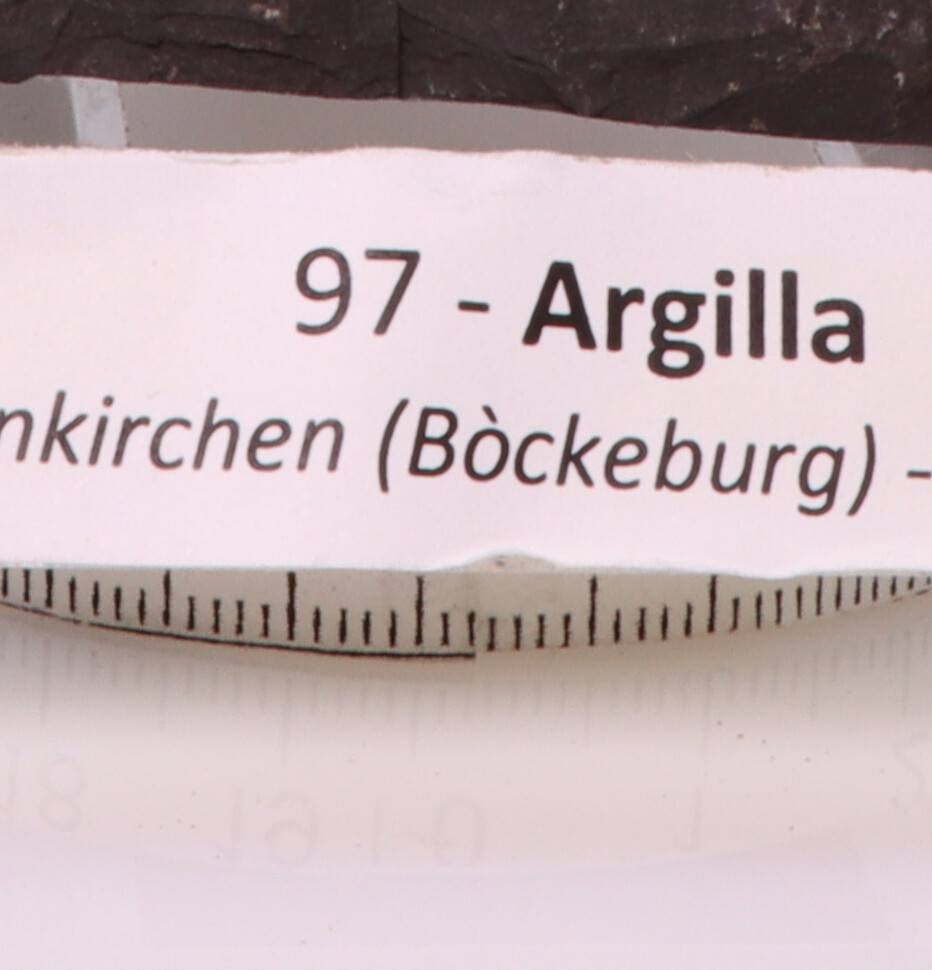 97 - Argilla
nkirchen (Bòckeburg) -